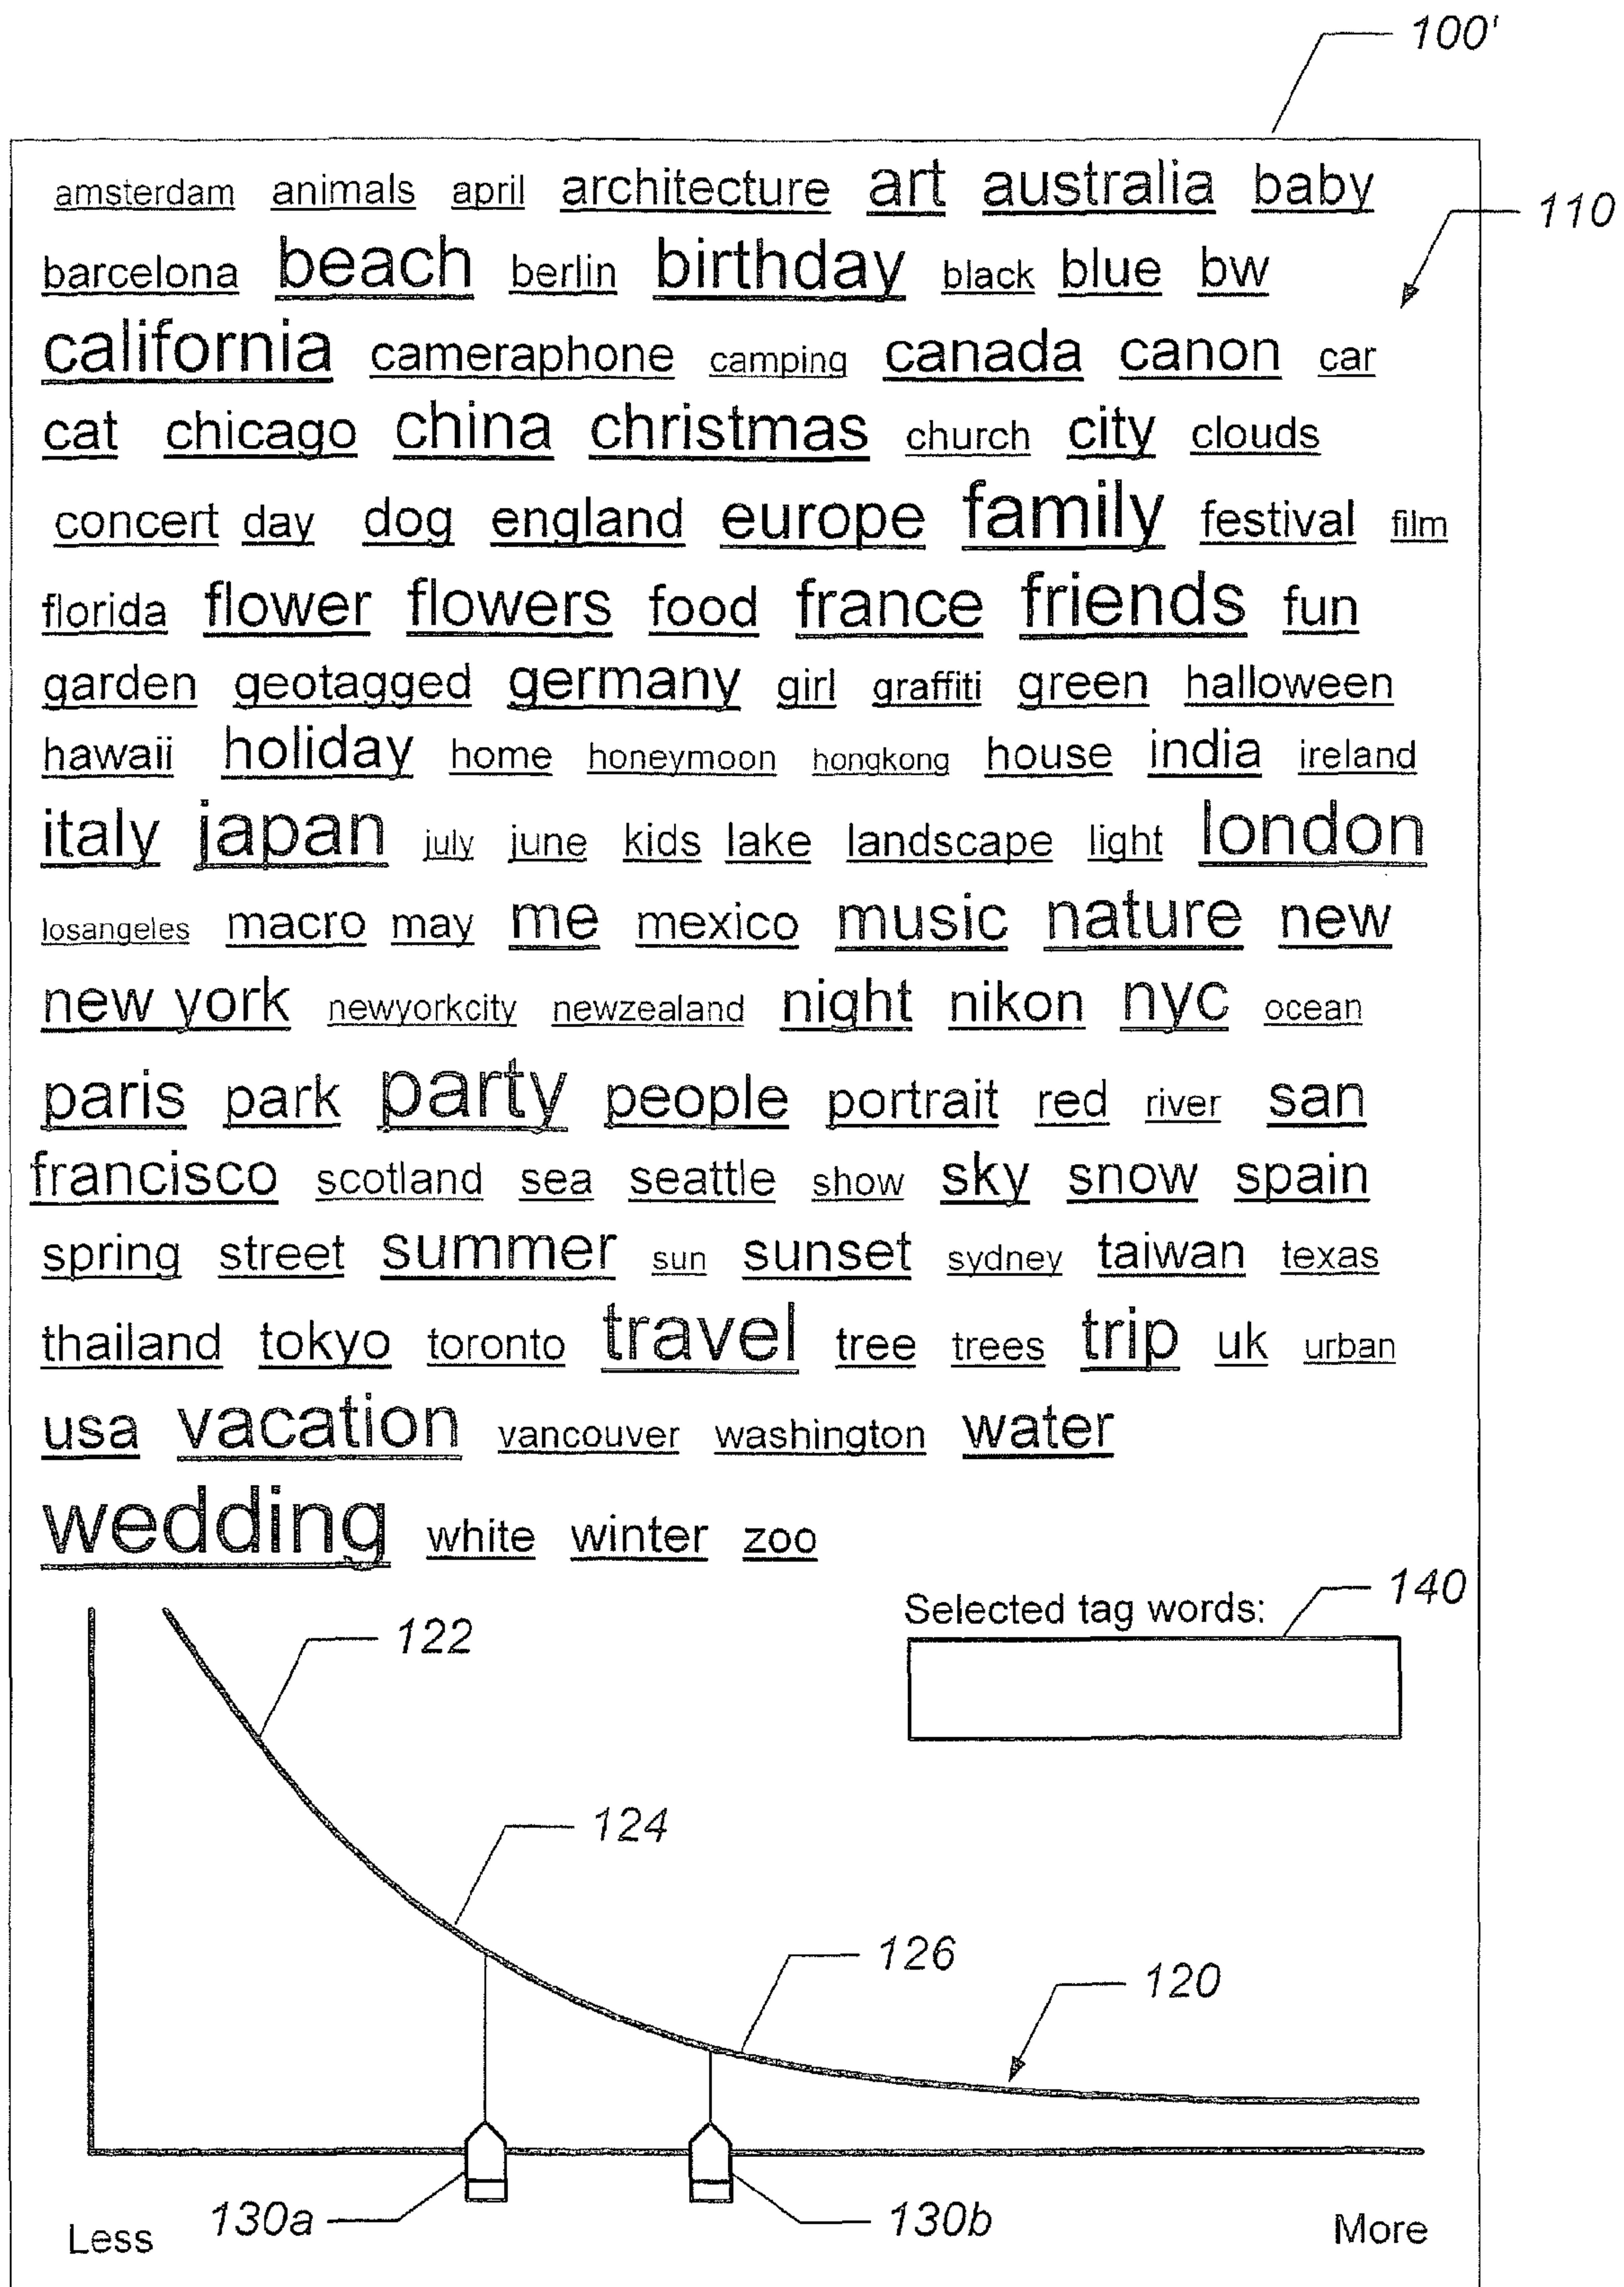 100'
amsterdam animals april architecture art australia baby
110
barcelona beach berlin birthday black blue bw
california cameraphone camping canada canon car
cat chicago china christmas church city clouds
concert day dog england europe family festival film
florida flower flowers food france friends fun
garden geotagged germany girl graffiti green halloween
hawaii holiday home honeymoon hongkong house india ireland
italy japan july june kids lake landscape light london
losangeles macro may me mexico music nature new
new york newyorkcity newzealand night nikon nyc ocean
paris park party people portrait red river san
francisco scotland sea seattle show sky snow spain
spring street summer sun sunset sydney taiwan texas
thailand tokyo toronto travel tree trees trip uk urban
usa vacation vancouver washington water
wedding white winter zoo
140
Selected tag words:
122
124
126
120
130a
130b
Less
More